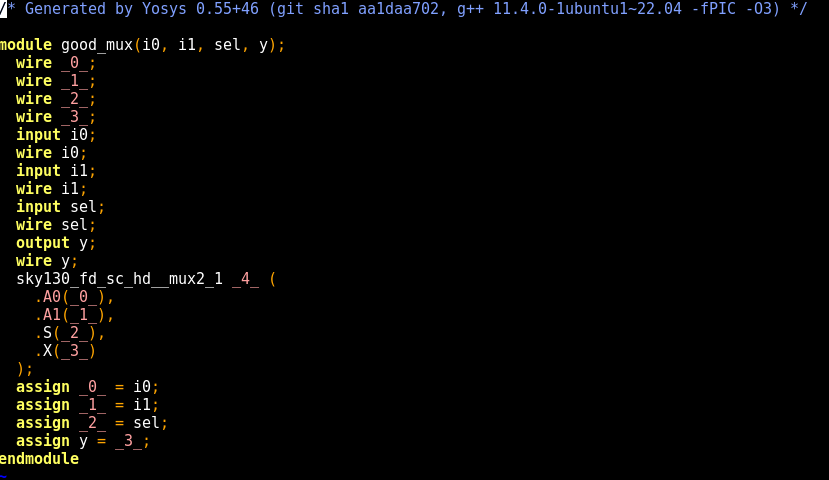 /* Generated by Yosys 0.55+46 (git sha1 aa1daa702, g++ 11.4.0-1ubuntu1~22.04 -fPIC -O3) */
module good_mux(i0, i1, sel, y);
  wire _0_;
  wire _1_;
  wire _2_;
  wire _3_;
  input i0;
  wire i0;
  input i1;
  wire i1;
  input sel;
  wire sel;
  output y;
  wire y;
  sky130_fd_sc_hd__mux2_1 _4_ (
    .A0(_0_),
    .A1(_1_),
    .S(_2_),
    .X(_3_)
  );
  assign _0_ = i0;
  assign _1_ = i1;
  assign _2_ = sel;
  assign y = _3_;
endmodule